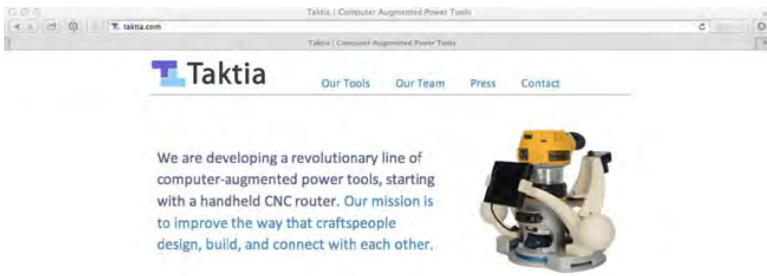 Taktia | Computer Augmented Power Tools
taktia.com
Taktia | Computer Augmented Power Tools
Taktia
Our Tools Our Team Press Contact
We are developing a revolutionary line of
computer-augmented power tools, starting
with a handheld CNC router. Our mission is
to improve the way that craftspeople
design, build, and connect with each other.